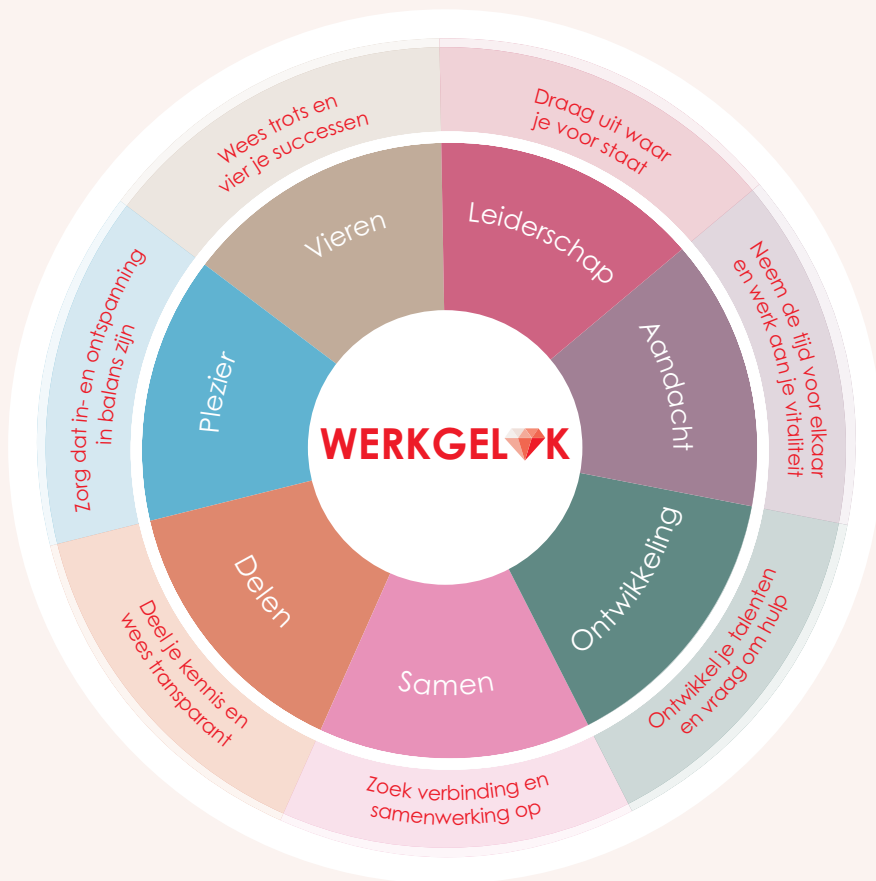 WERKGELUK
Leiderschap
Draag uit waar
je voor staat
Aandacht
Neem de tijd voor elkaar
en werk aan je vitaliteit
Ontwikkeling
Ontwikkel je talenten
en vraag om hulp
Samen
Zoek verbinding en
samenwerking op
Delen
Deel je kennis en
wees transparant
Plezier
Zorg dat in- en ontspanning
in balans zijn
Vieren
Wees trots en
vier je successen